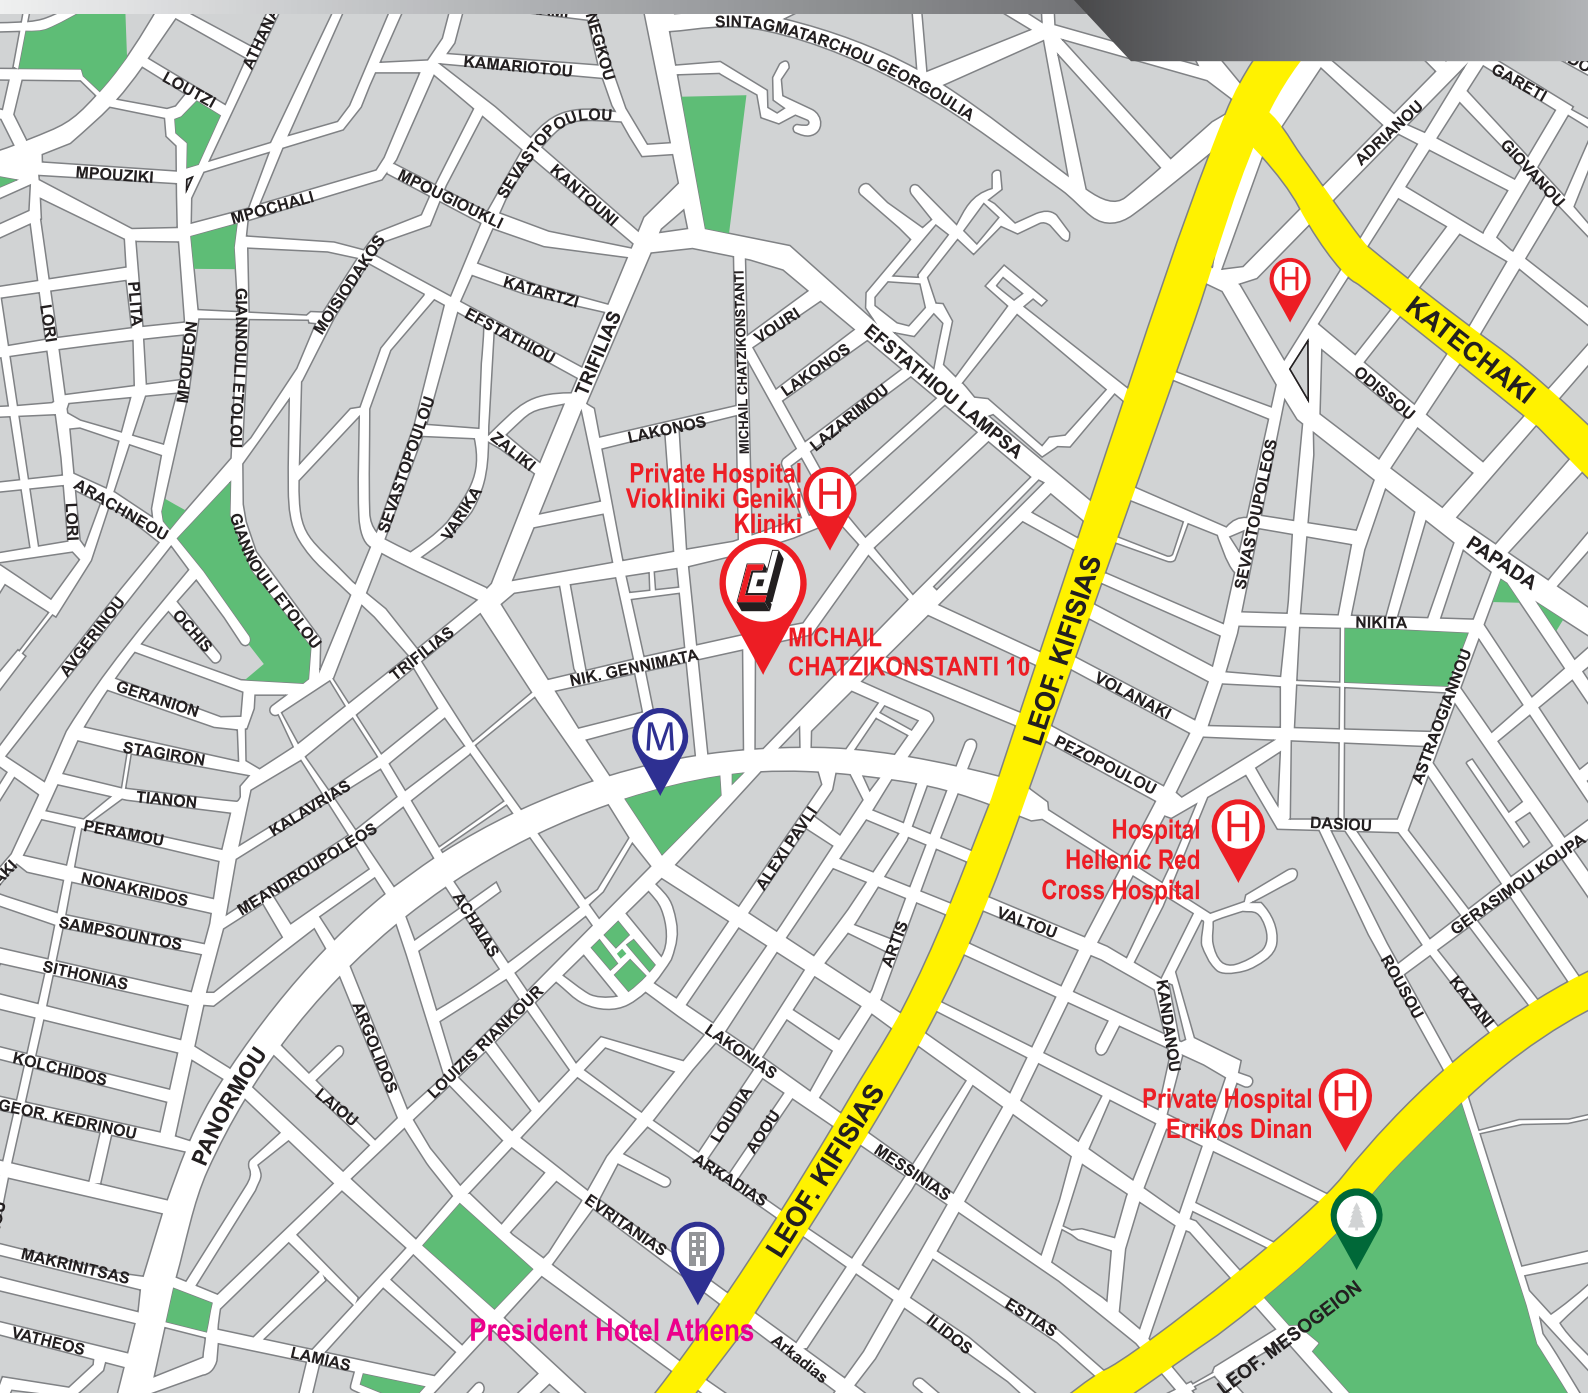 SINTAGMATARCHOU GEORGOULIA
KAMARIOTOU
NEGKOU
ATHANA
LOUTZI
GARETI
ADRIANOU
GIOVANOU
SEVASTOPOULOU
MPOUZIKI
MPOCHALI
MPOUGIOUKLI
KANTOUNI
MOISIODAKOS
KATARTZI
EFSTATHIOU
TRIFILIAS
PLITA
LORI
MPOUEON
GIANNOULI ETOLOU
MICHAIL CHATZIKONSTANTI
VOURI
LAKONOS
LAZARIMOU
EFSTATHIOU LAMPSA
H
KATECHAKI
ODISSOU
LAKONOS
SEVASTOPOULOU
ZALIKI
VARIKA
ARACHNEOU
LORI
GIANNOULI ETOLOU
Private Hospital
Viokliniki Geniki
Kliniki
H
SEVASTOUPOLEOS
PAPADA
LEOF. KIFISIAS
cd
MICHAIL
CHATZIKONSTANTI 10
NIKITA
AVGERINOU
OCHIS
TRIFILIAS
NIK. GENNIMATA
VOLANAKI
PEZOPOULOU
ASTRAOGIANNOU
GERANION
STAGIRON
TIANON
PERAMOU
NONAKRIDOS
SAMPSOUNTOS
SITHONIAS
KALAVRIAS
MEANDROUPOLEOS
M
ALEXI PAVLI
Hospital
Hellenic Red
Cross Hospital
H
DASIOU
GERASIMOU KOUPA
AKI
ACHAIAS
ARTIS
VALTOU
ROUSOU
KAZANI
KANDANOU
ARGOLIDOS
LOUIZIS RIANKOUR
LAKONIAS
KOLCHIDOS
GEOR. KEDRINOU
PANORMOU
LAIOU
LOUDIA
AOOU
ARKADIAS
MESSINIAS
LEOF. KIFISIAS
Private Hospital
Errikos Dinan
H
EVRITANIAS
MAKRINITSAS
VATHEOS
LAMIAS
President Hotel Athens
Arkadias
ILIDOS
ESTIAS
LEOF. MESOGEION